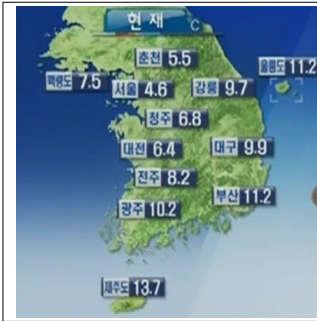 현재 ℃
춘천 5.5
울릉도 11.2
백령도 7.5
서울 4.6
강릉 9.7
청주 6.8
대전 6.4
대구 9.9
전주 8.2
광주 10.2
부산 11.2
제주도 13.7